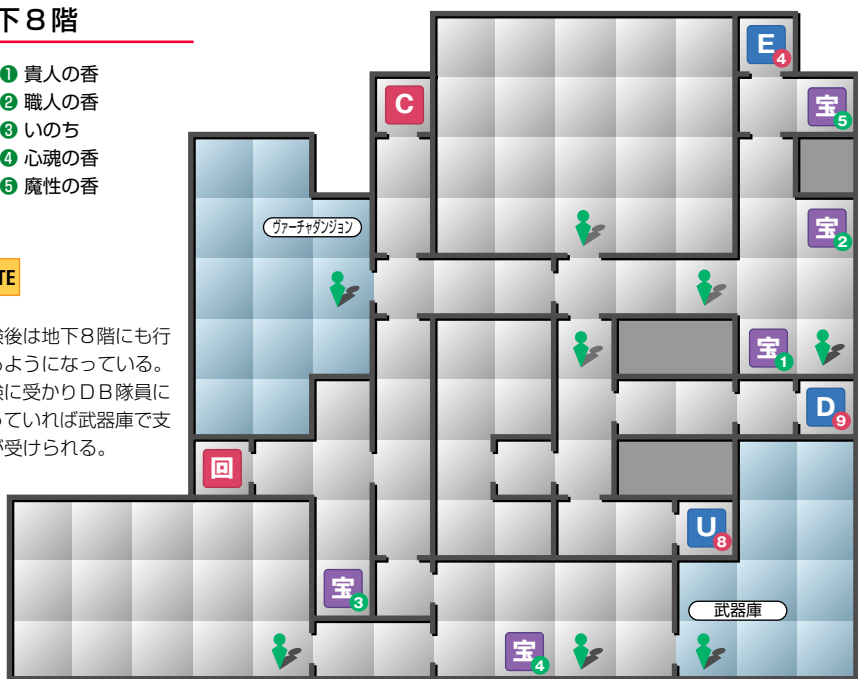 下8階
❶ 貴人の香
❷ 職人の香
❸ いのち
❹ 心魂の香
❺ 魔性の香
TE
後は地下8階にも行
るようになっている。
に受かりDB隊員に
っていれば武器庫で支
が受けられる。
E 4
C
宝 5
宝 2
ヴァーチャダンジョン
宝 1
D 9
回
U 8
宝 3
武器庫
宝 4